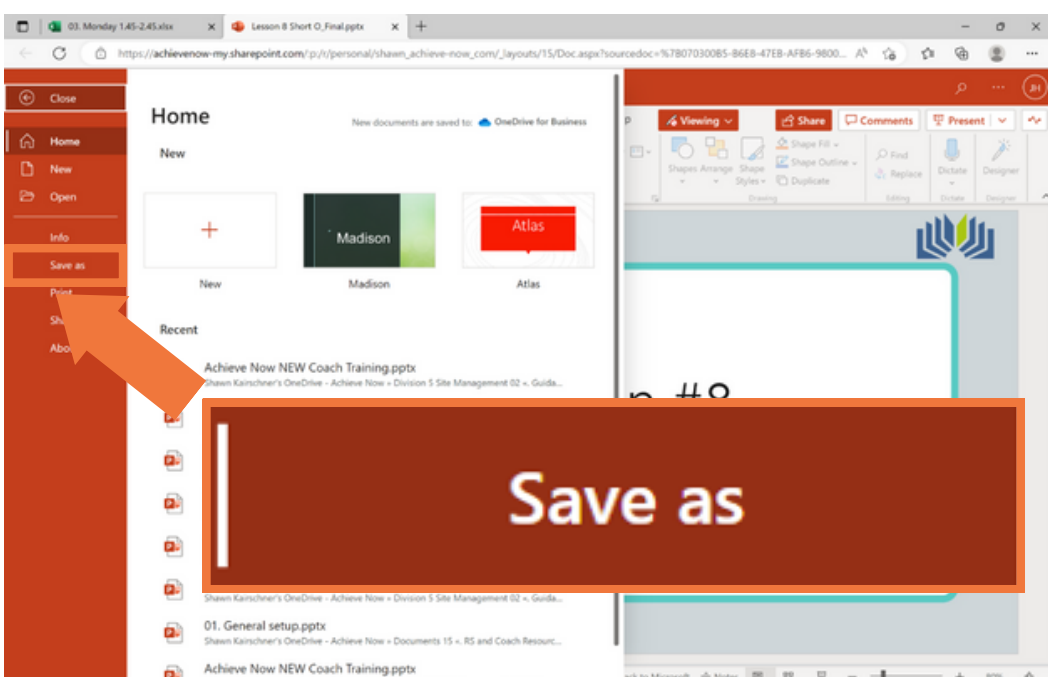 03. Monday 1.45-2.45.xlsx
Lesson 8 Short O_Final.pptx
https://achievenow-my.sharepoint.com/:p:/r/personal/shawn_achieve-now_com/_layouts/15/Doc.aspx?sourcedoc=%7B070300B5-B6E8-47EB-AFB6-9800...
Close
JH
Home
New documents are saved to: OneDrive for Business
Viewing
Share
Comments
Present
Home
New
New
Open
Shapes
Arrange
Shape Styles
Shape Fill
Shape Outline
Duplicate
Find
Replace
Dictate
Designer
Drawing
Editing
Dictate
Designer
Info
Save as
Print
Madison
Atlas
New
Madison
Atlas
Recent
Achieve Now NEW Coach Training.pptx
Shawn Kairschner's OneDrive - Achieve Now » Division 5 Site Management 02 «. Guida...
#8
Save as
Shawn Kairschner's OneDrive - Achieve Now » Division 5 Site Management 02 «. Guida...
01. General setup.pptx
Shawn Kairschner's OneDrive - Achieve Now » Documents 15 «. RS and Coach Resourc...
Achieve Now NEW Coach Training.pptx
Notes
80%